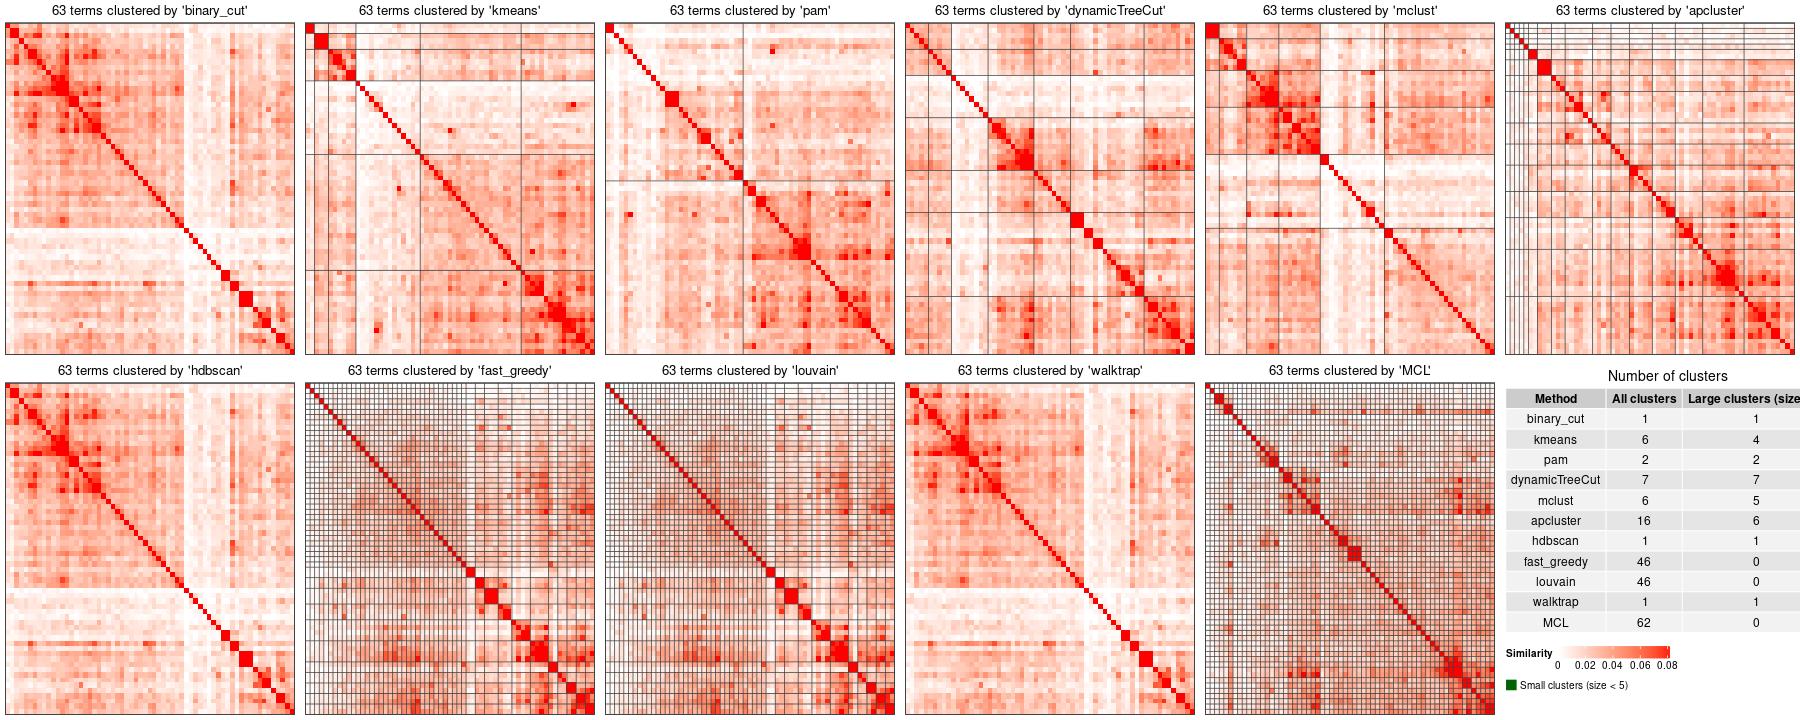 63 terms clustered by 'binary_cut'
63 terms clustered by 'kmeans'
63 terms clustered by 'pam'
63 terms clustered by 'dynamicTreeCut'
63 terms clustered by 'mclust'
63 terms clustered by 'apcluster'
63 terms clustered by 'hdbscan'
63 terms clustered by 'fast_greedy'
63 terms clustered by 'louvain'
63 terms clustered by 'walktrap'
63 terms clustered by 'MCL'
Number of clusters
Method All clusters Large clusters (size
binary_cut 1 1
kmeans 6 4
pam 2 2
dynamicTreeCut 7 7
mclust 6 5
apcluster 16 6
hdbscan 1 1
fast_greedy 46 0
louvain 46 0
walktrap 1 1
MCL 62 0
Similarity
0 0.02 0.04 0.06 0.08
Small clusters (size < 5)